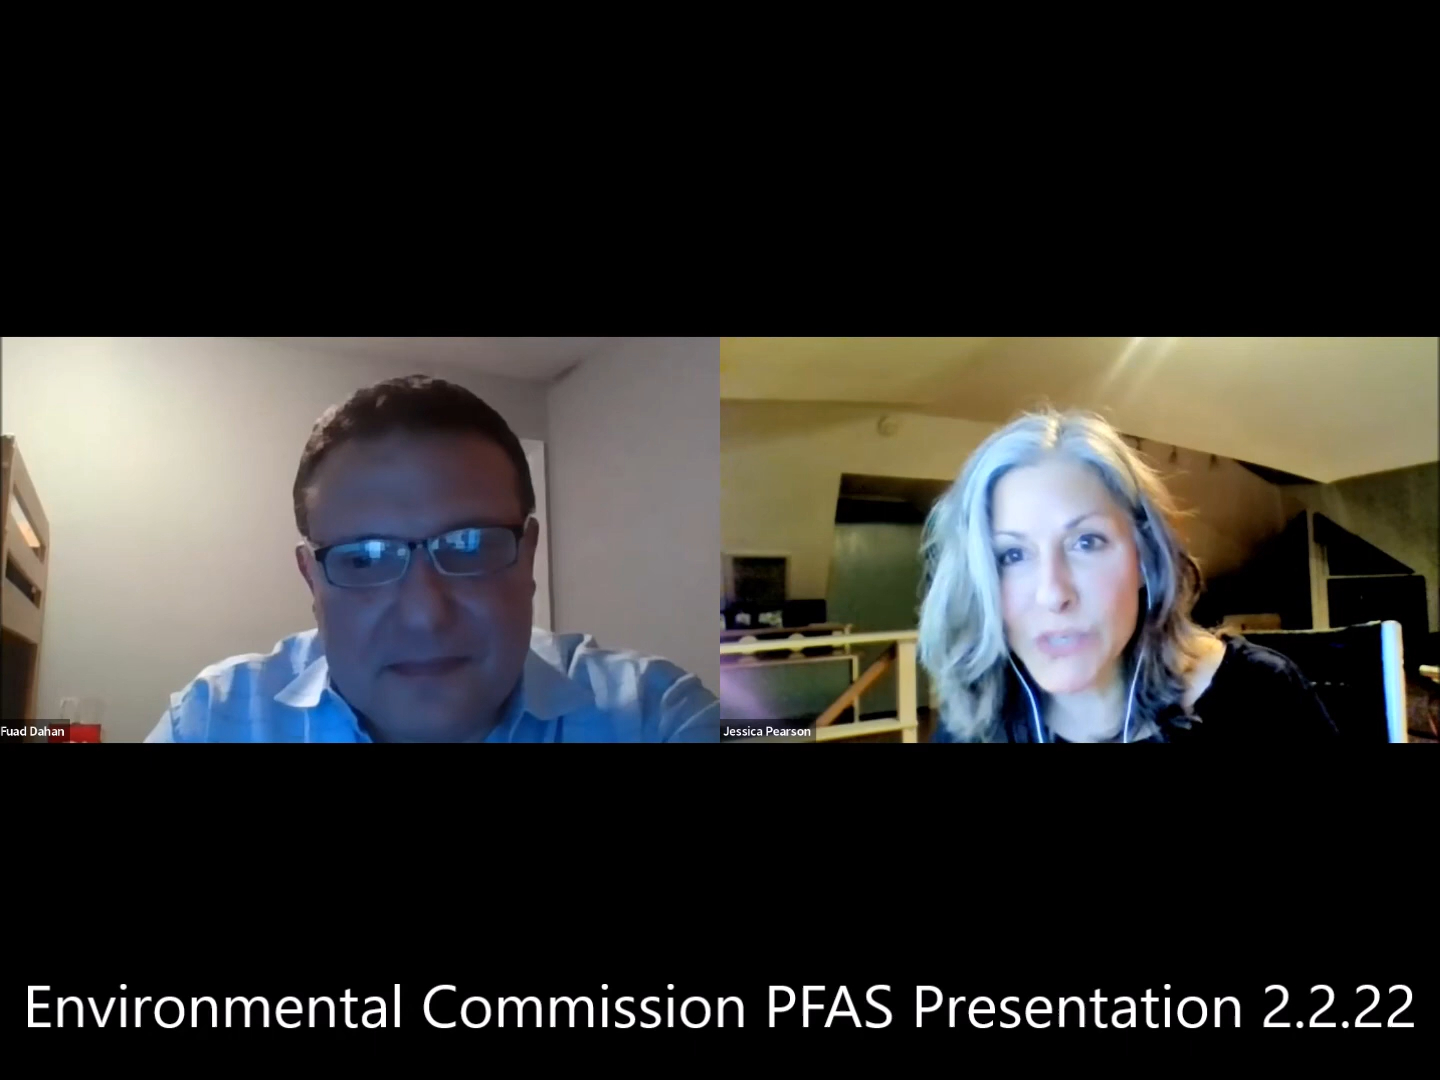 Fuad Dahan
Jessica Pearson
Environmental Commission PFAS Presentation 2.2.22